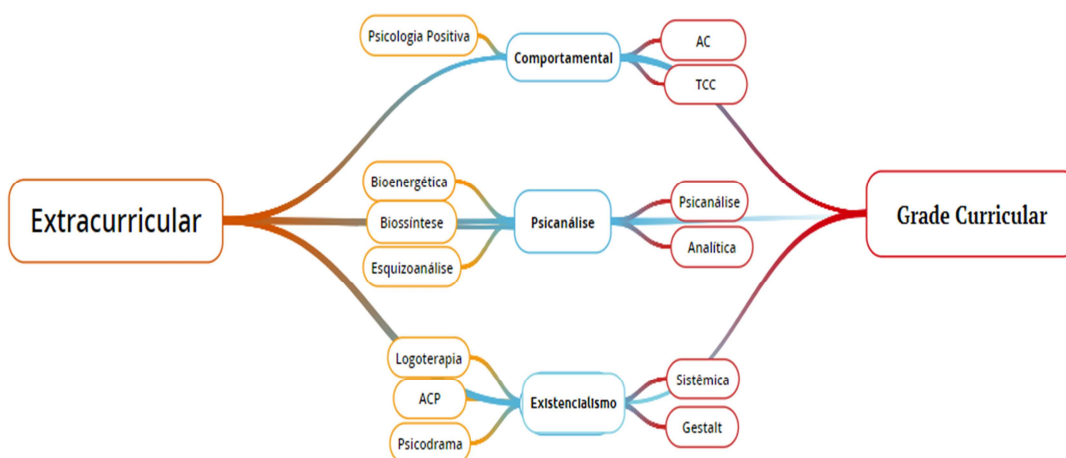 Psicologia Positiva
Comportamental
AC
TCC
Extracurricular
Bioenergética
Biossíntese
Esquizoanálise
Psicanálise
Psicanálise
Analítica
Grade Curricular
Logoterapia
ACP
Psicodrama
Existencialismo
Sistêmica
Gestalt